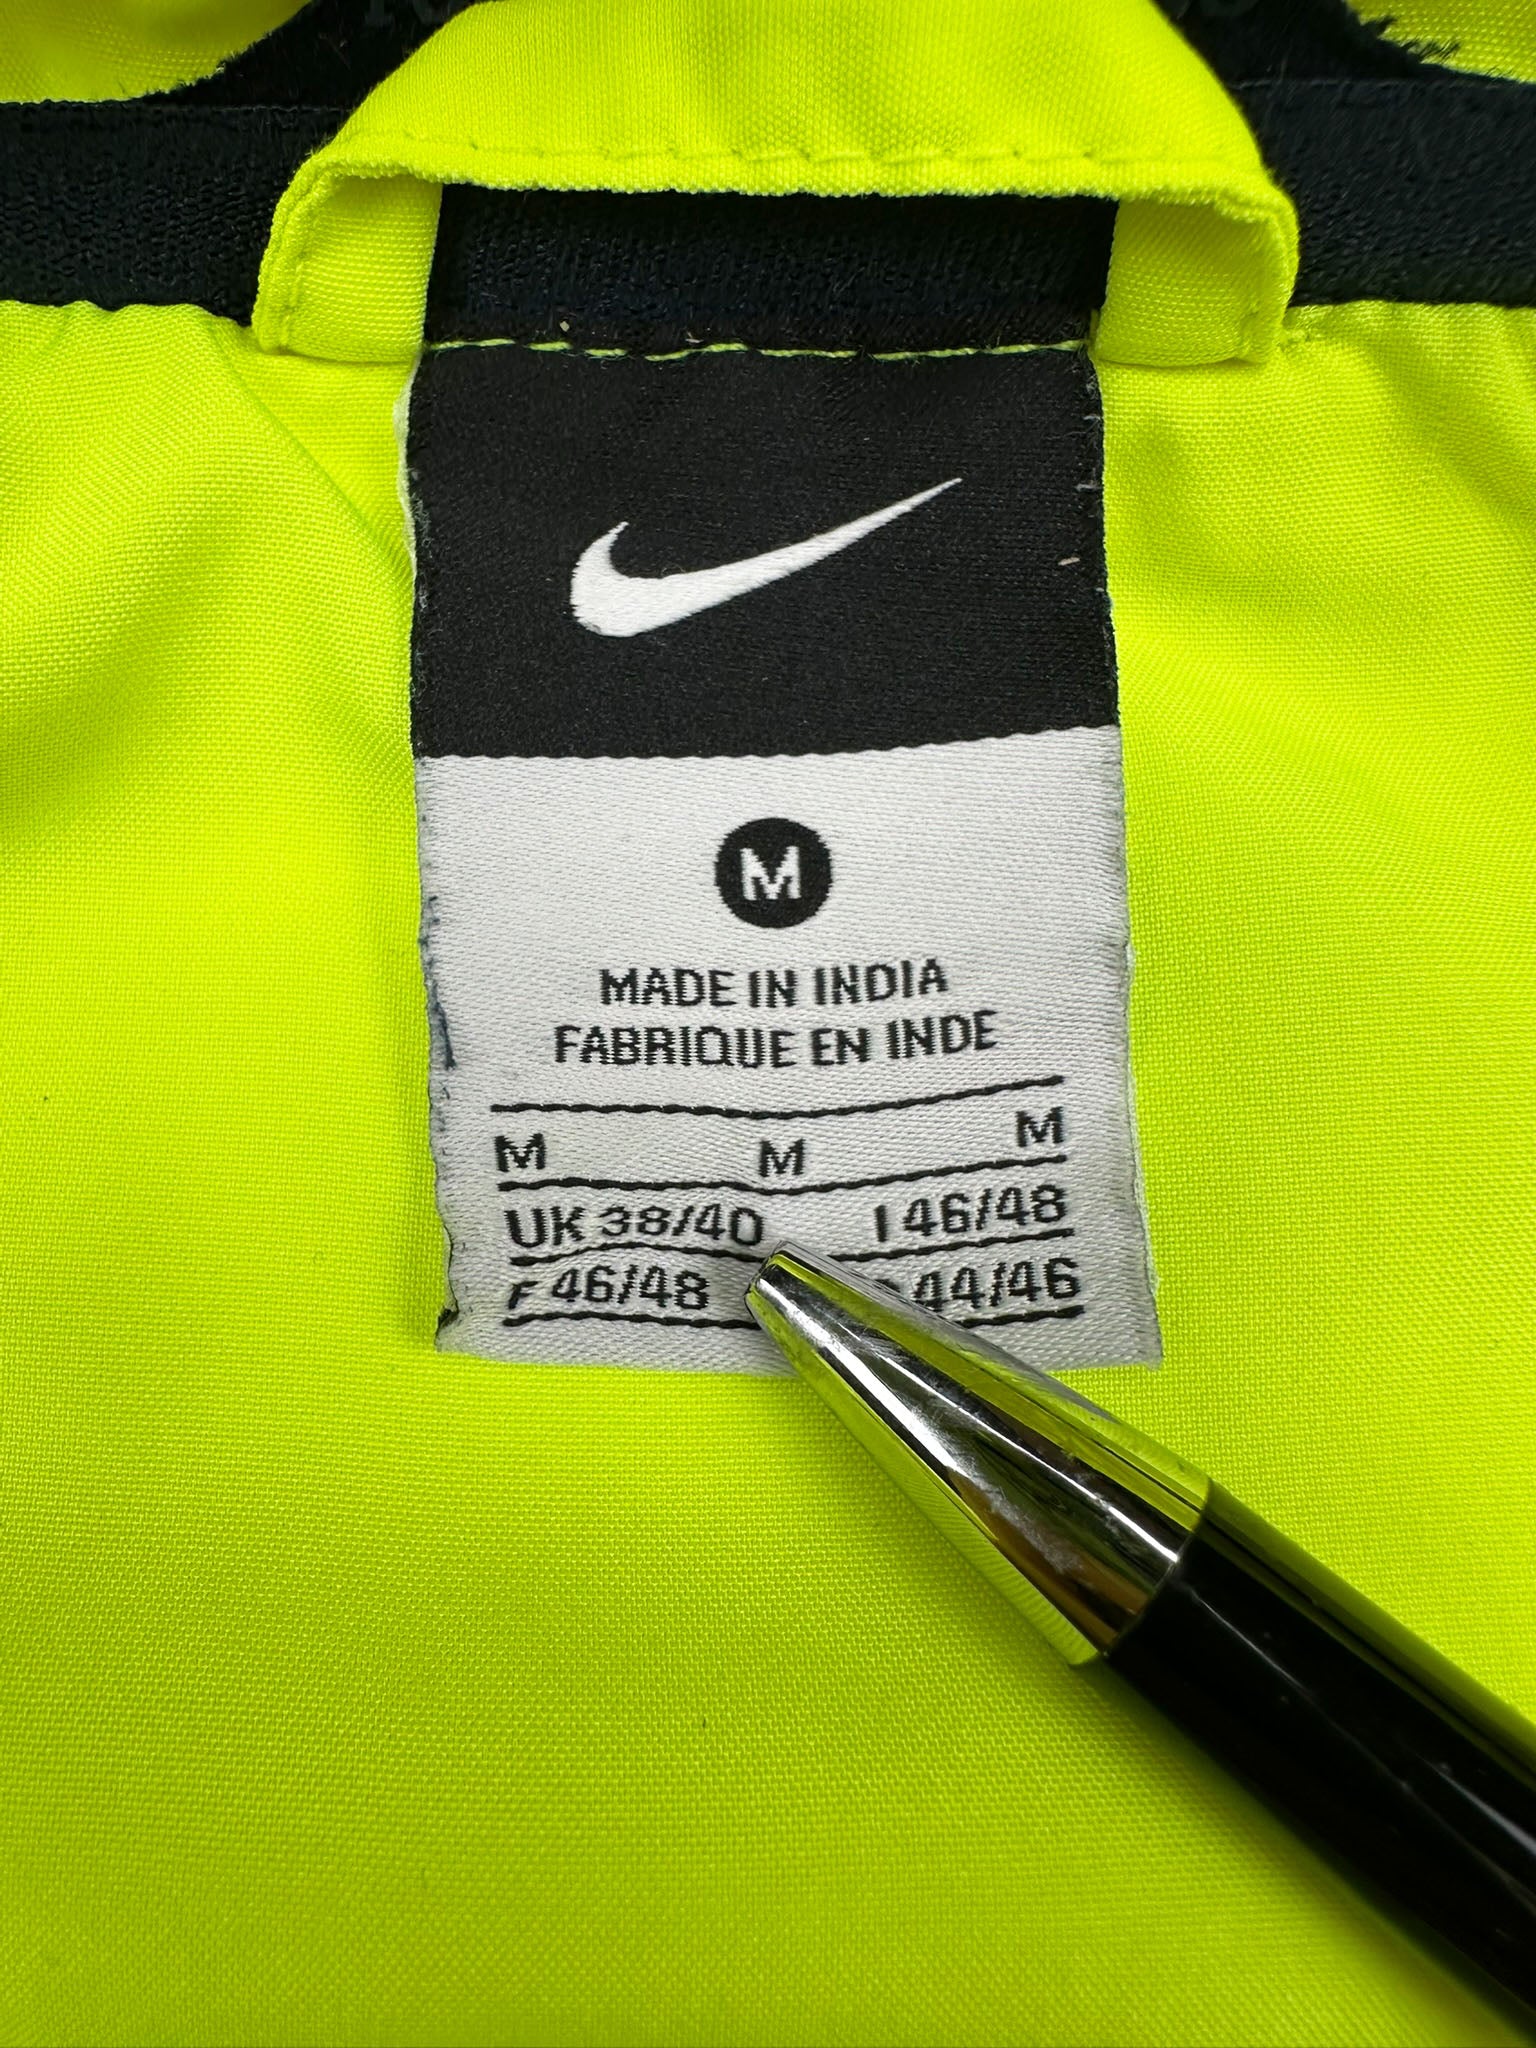 M
MADE IN INDIA
FABRIQUE EN INDE
M M M
UK 38/40 I 46/48
F 46/48 44/46